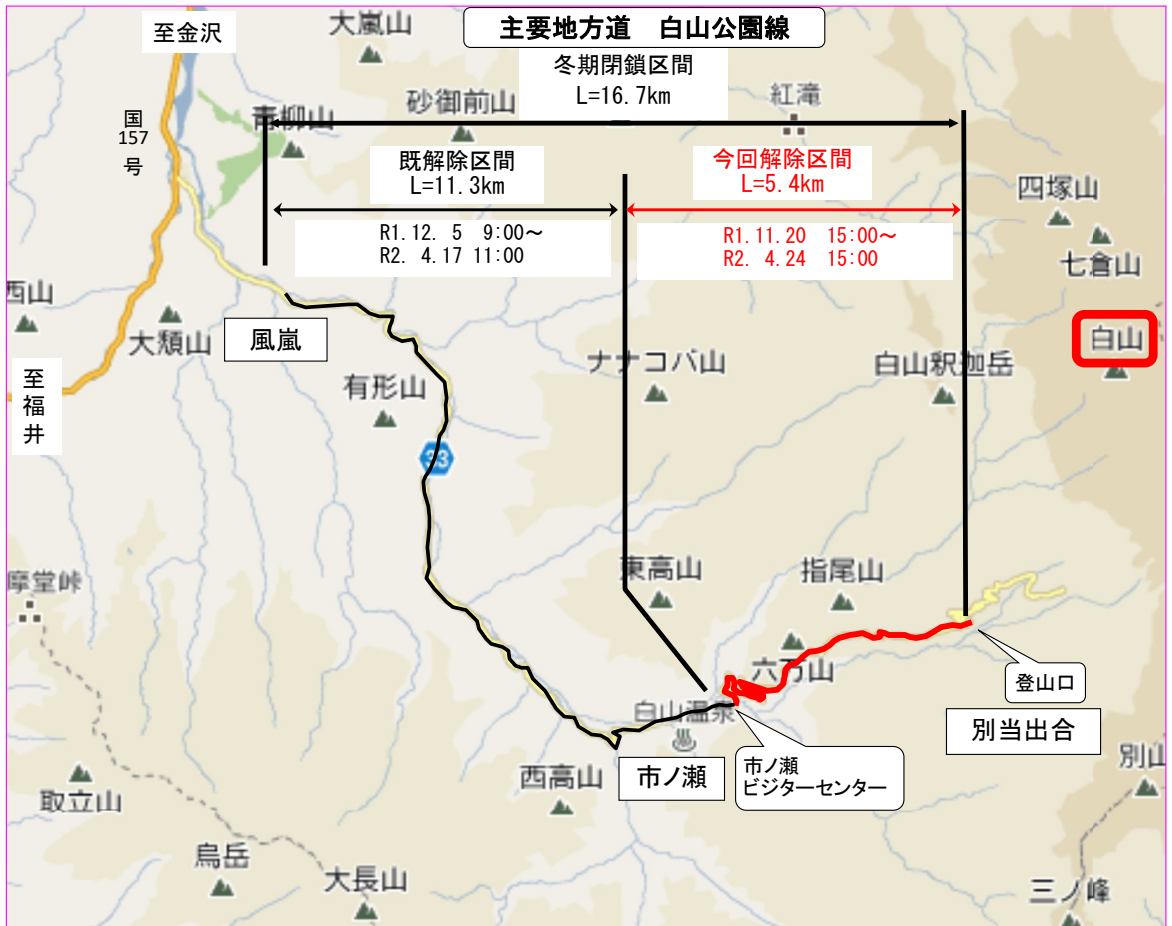 主要地方道　白山公園線
至金沢
大嵐山
冬期閉鎖区間
L=16.7km
砂御前山
紅滝
国
157
号
青柳山
既解除区間
L=11.3km
今回解除区間
L=5.4km
四塚山
R1.12. 5　9:00～
R2. 4.17 11:00
R1.11.20　15:00～
R2. 4.24　15:00
七倉山
西山
大頽山
風嵐
白山
ナナコバ山
白山釈迦岳
至
福
井
有形山
33
東高山
指尾山
摩堂峠
六万山
登山口
白山温泉
別当出合
市ノ瀬
市ノ瀬
ビジターセンター
西高山
別山
取立山
烏岳
大長山
三ノ峰